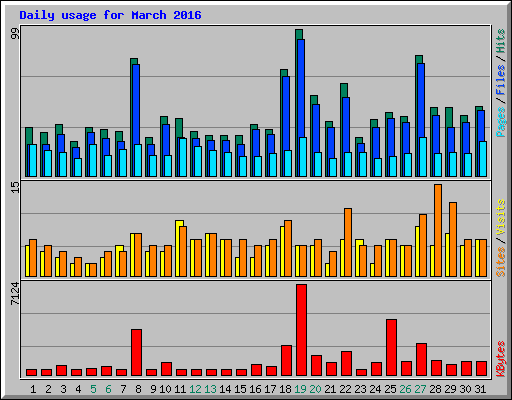 Daily usage for March 2016
99
Pages / Files / Hits
15
Sites / Visits
7124
KBytes
1 2 3 4 5 6 7 8 9 10 11 12 13 14 15 16 17 18 19 20 21 22 23 24 25 26 27 28 29 30 31